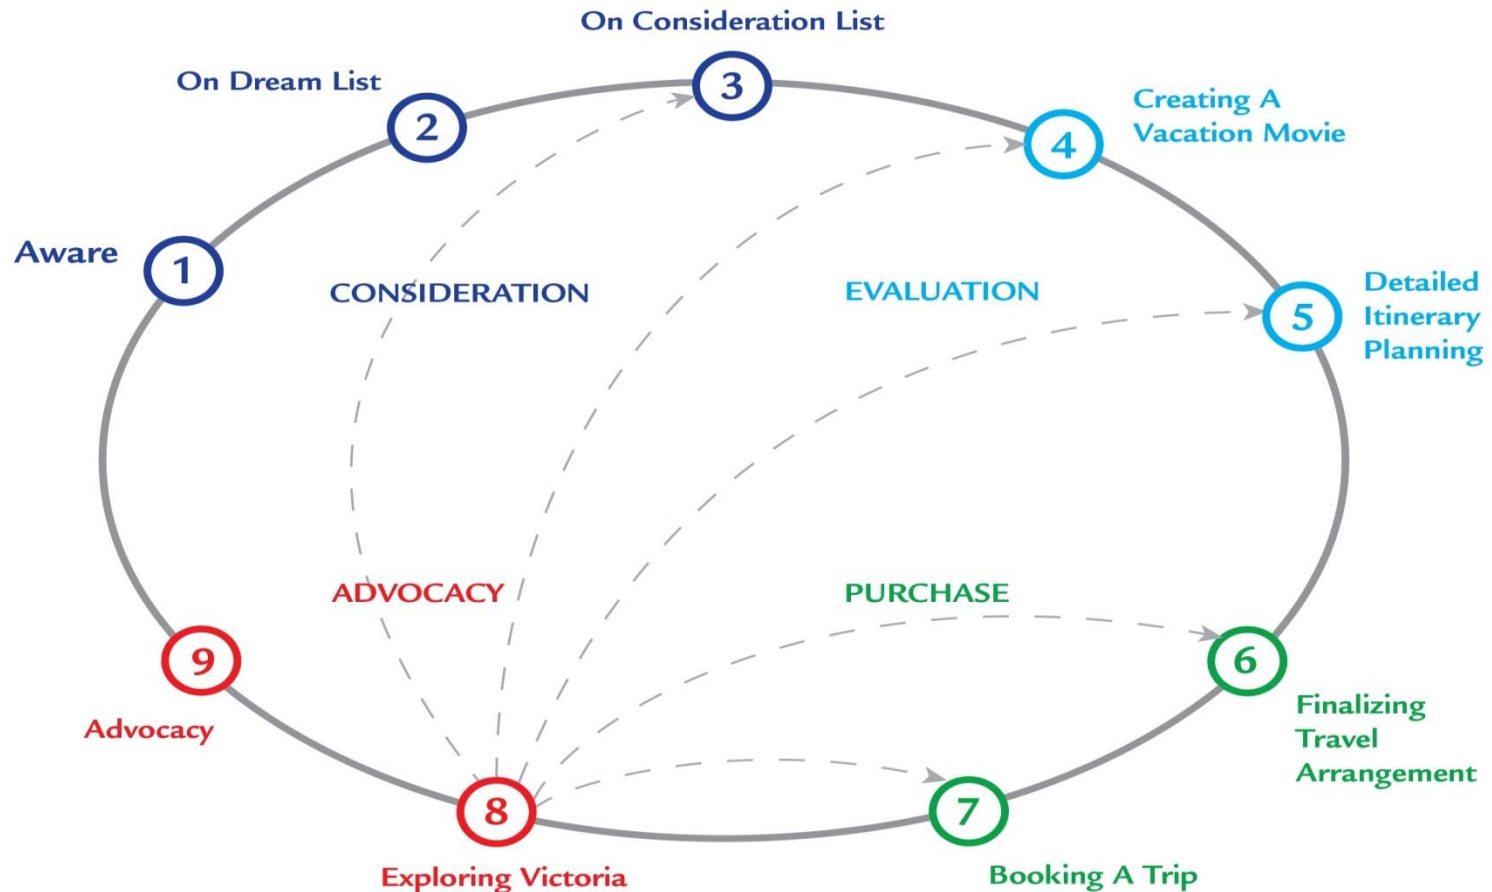 On Consideration List
3
On Dream List
2
Creating A
Vacation Movie
4
Aware
1
CONSIDERATION
EVALUATION
5
Detailed
Itinerary
Planning
ADVOCACY
PURCHASE
9
Advocacy
6
Finalizing
Travel
Arrangement
8
Exploring Victoria
7
Booking A Trip